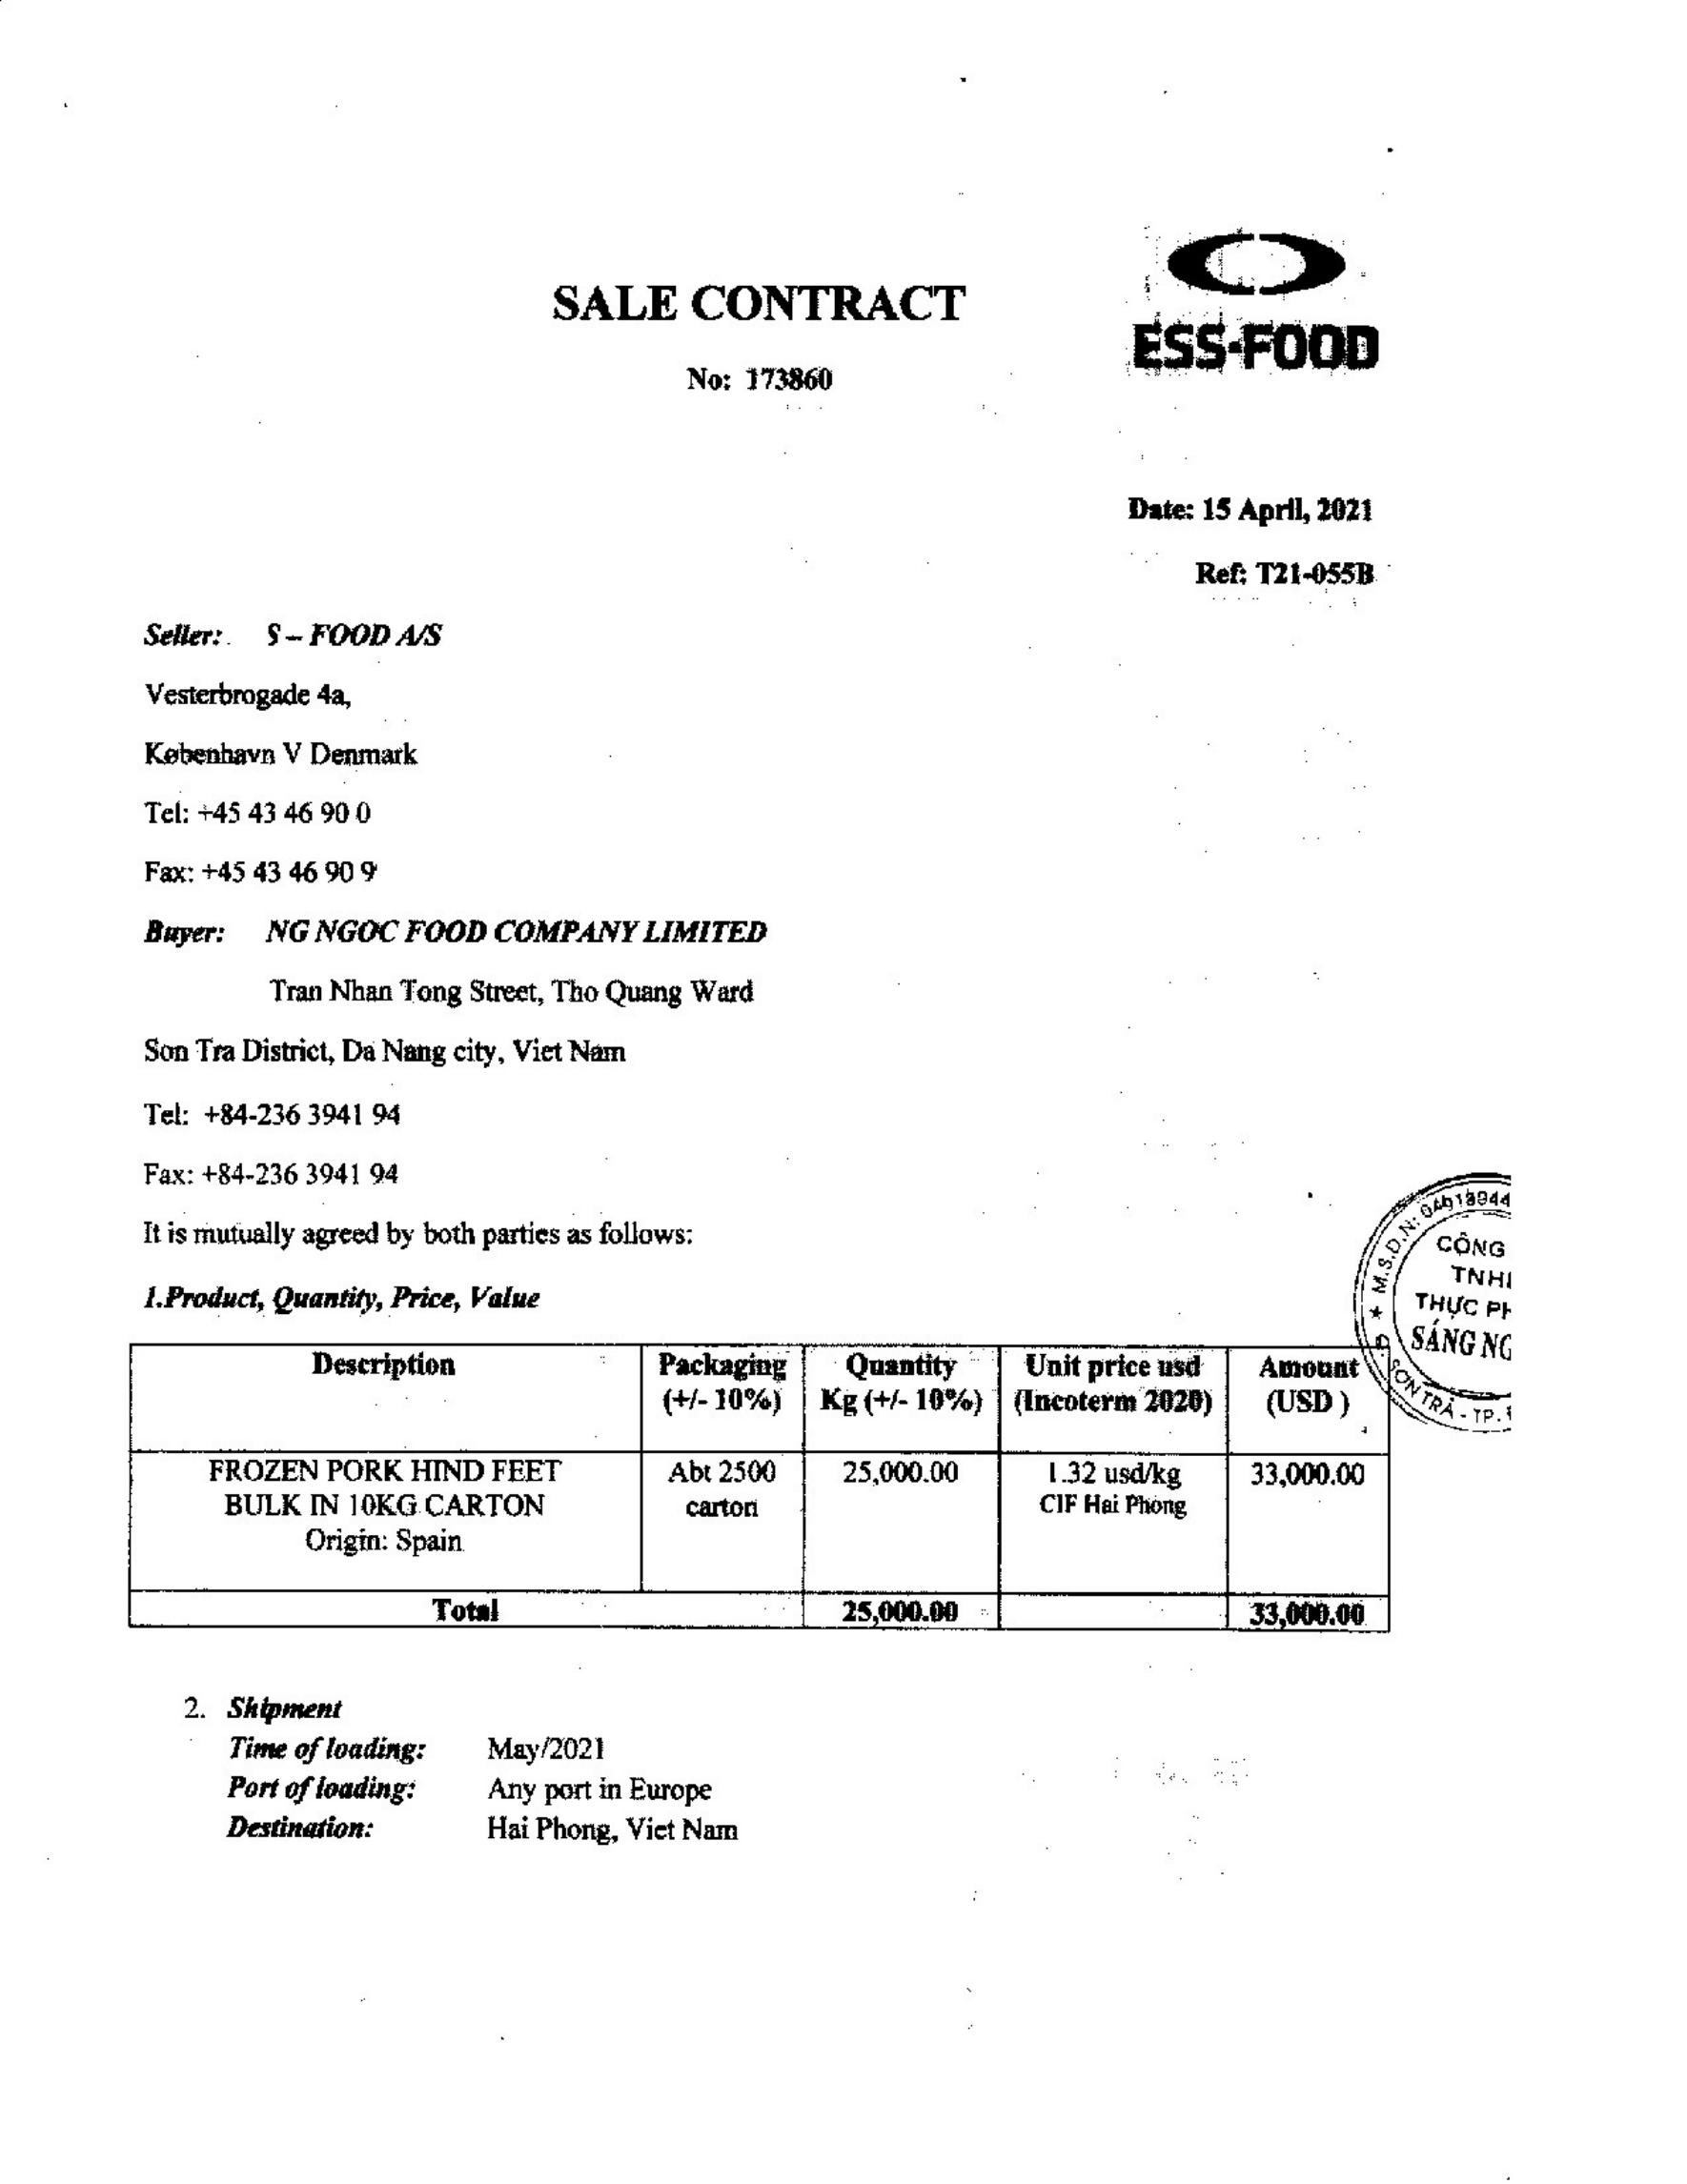 SALE CONTRACT
ESS-FOOD
No: 173860
Date: 15 April, 2021
Ref: T21-055B
Seller: S – FOOD A/S
Vesterbrogade 4a,
København V Denmark
Tel: +45 43 46 90 0
Fax: +45 43 46 90 9
Buyer: NG NGOC FOOD COMPANY LIMITED
Tran Nhan Tong Street, Tho Quang Ward
Son Tra District, Da Nang city, Viet Nam
Tel: +84-236 3941 94
Fax: +84-236 3941 94
It is mutually agreed by both parties as follows:
M.S.D.N:
CÔNG
TNH
THỰC P
SÁNG NG
SƠN TRÀ - TP.
1.Product, Quantity, Price, Value
Description Packaging Quantity Unit price usd Amount
(+/- 10%) Kg (+/- 10%) (Incoterm 2020) (USD )
FROZEN PORK HIND FEET Abt 2500 25,000.00 1.32 usd/kg 33,000.00
BULK IN 10KG CARTON carton CIF Hai Phong
Origin: Spain
Total 25,000.00 33,000.00
2. Shipment
Time of loading: May/2021
Port of loading: Any port in Europe
Destination: Hai Phong, Viet Nam